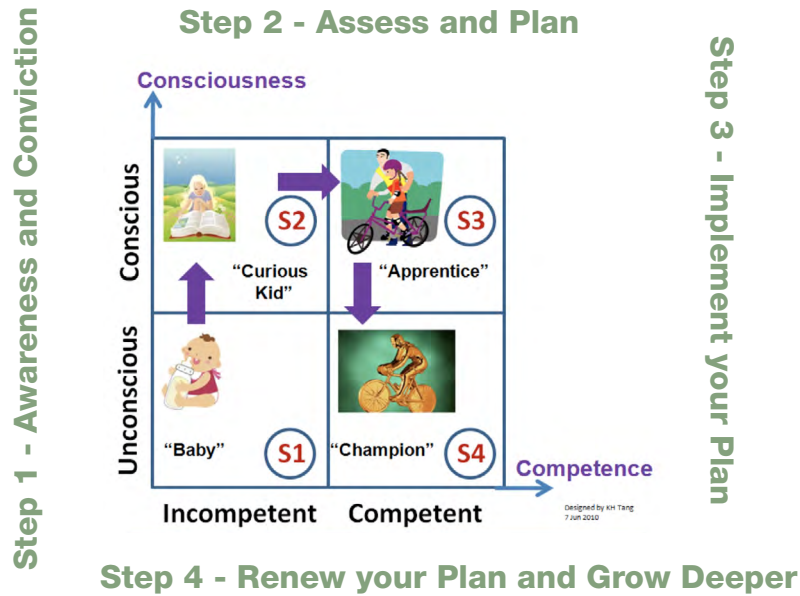 Step 2 - Assess and Plan
Step 1 - Awareness and Conviction
Step 3 - Implement your Plan
Consciousness
Conscious
S2
S3
"Curious
Kid"
"Apprentice"
Unconscious
"Baby"
S1
"Champion"
S4
Competence
Incompetent
Competent
Designed by KH Tang
7 Jun 2010
Step 4 - Renew your Plan and Grow Deeper